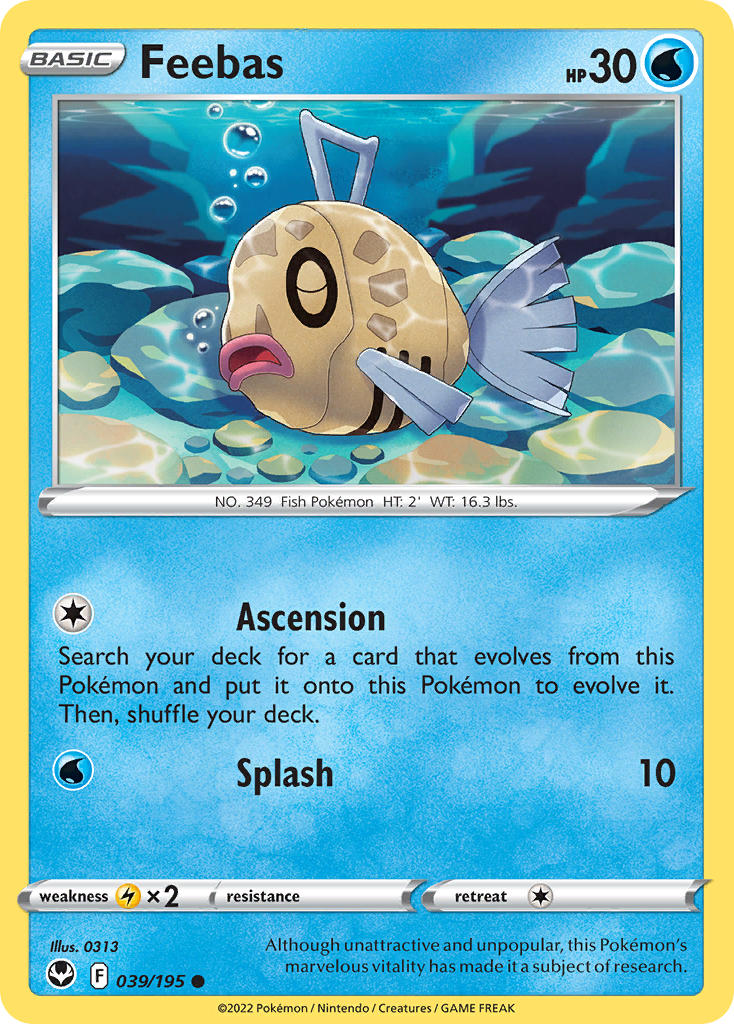 BASIC Feebas HP 30
NO. 349 Fish Pokémon HT: 2' WT: 16.3 lbs.
Ascension
Search your deck for a card that evolves from this
Pokémon and put it onto this Pokémon to evolve it.
Then, shuffle your deck.
Splash 10
weakness ×2 resistance retreat
Illus. 0313
Although unattractive and unpopular, this Pokémon's
marvelous vitality has made it a subject of research.
F 039/195
©2022 Pokémon / Nintendo / Creatures / GAME FREAK